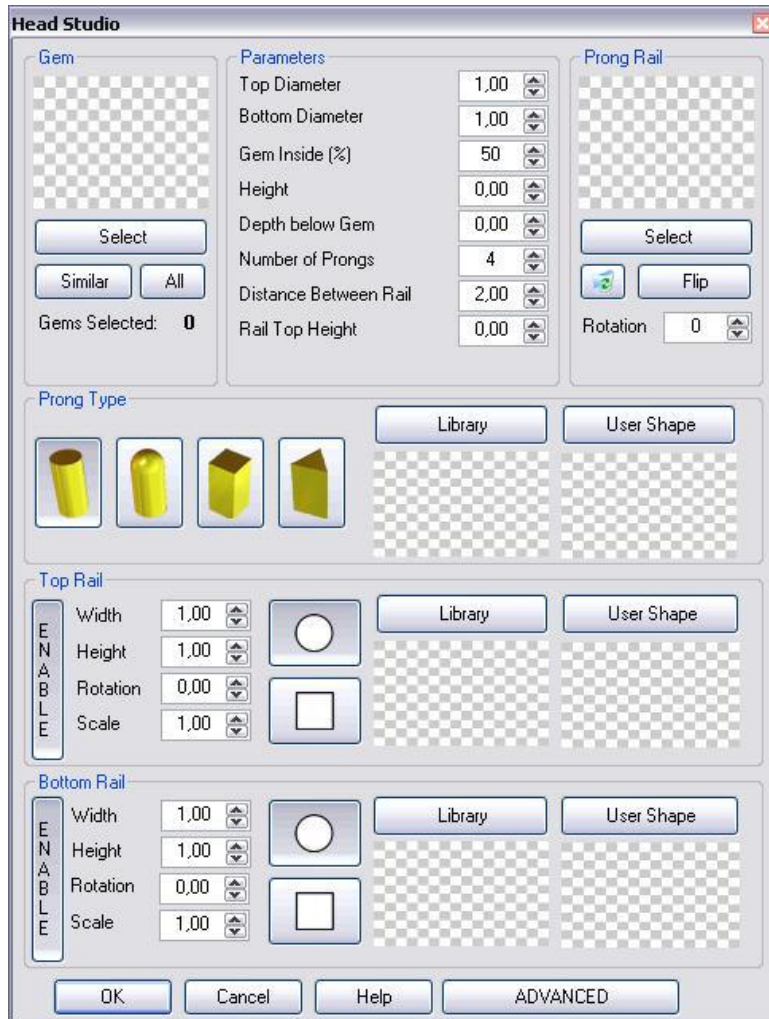 Head Studio
Gem
Select
Similar All
Gems Selected: 0
Parameters
Top Diameter 1,00
Bottom Diameter 1,00
Gem Inside (%) 50
Height 0,00
Depth below Gem 0,00
Number of Prongs 4
Distance Between Rail 2,00
Rail Top Height 0,00
Prong Rail
Select
Flip
Rotation 0
Prong Type
Library User Shape
Top Rail
ENABLE
Width 1,00
Height 1,00
Rotation 0,00
Scale 1,00
Library User Shape
Bottom Rail
ENABLE
Width 1,00
Height 1,00
Rotation 0,00
Scale 1,00
Library User Shape
OK Cancel Help ADVANCED